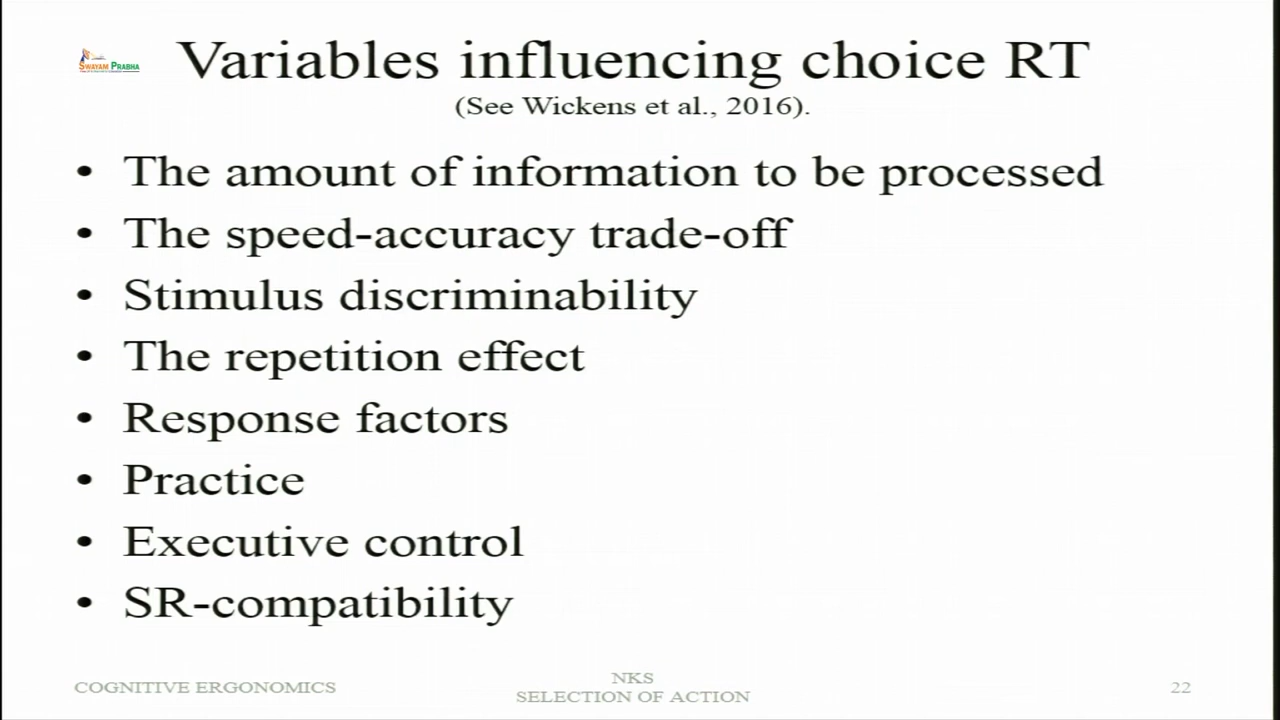 SWAYAM PRABHA
Variables influencing choice RT
(See Wickens et al., 2016).
• The amount of information to be processed
• The speed-accuracy trade-off
• Stimulus discriminability
• The repetition effect
• Response factors
• Practice
• Executive control
• SR-compatibility
COGNITIVE ERGONOMICS
NKS
SELECTION OF ACTION
22